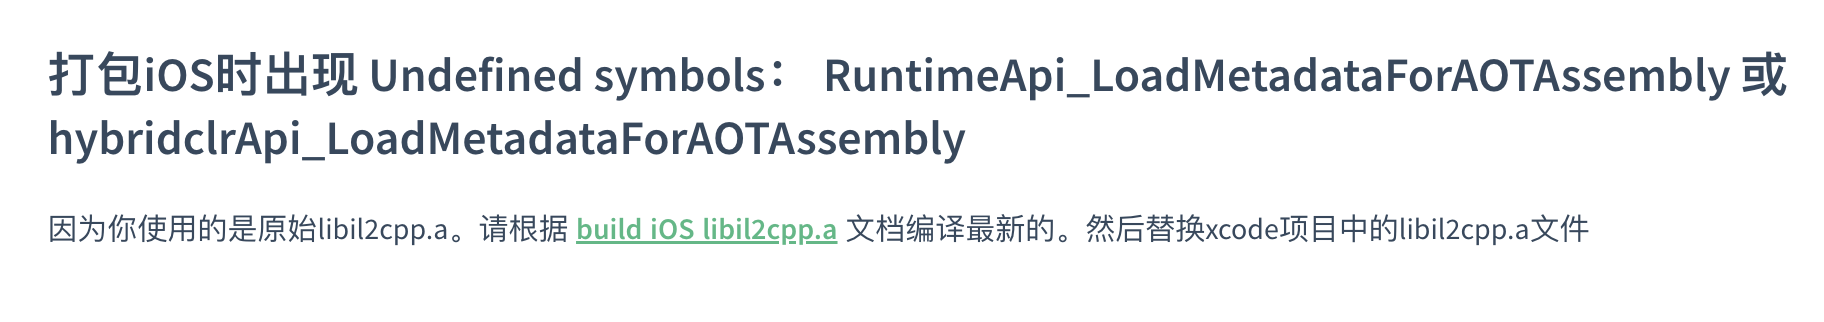 打包iOS时出现 Undefined symbols： RuntimeApi_LoadMetadataForAOTAssembly 或
hybridclrApi_LoadMetadataForAOTAssembly
因为你使用的是原始libil2cpp.a。请根据 build iOS libil2cpp.a 文档编译最新的。然后替换xcode项目中的libil2cpp.a文件